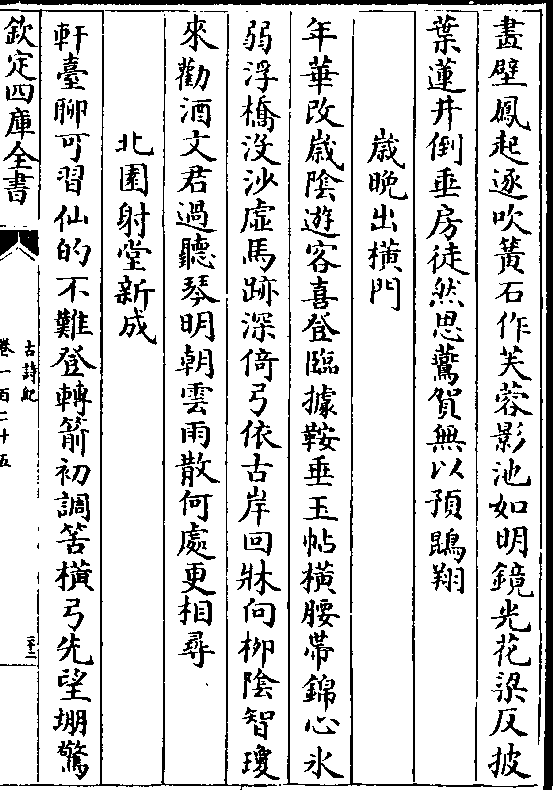 畫壁鳳起逐吹簧石作芙蓉影池如明鏡光花梁反披
葉蓮井倒垂房徒然思鷰賀無以預鵾翔
歲晚出横門
年華改歲陰遊客喜登臨據鞍垂玉帖横腰帶錦心氷
弱浮橋没沙虚馬跡深倚弓依古岸回牀向栁陰智瓊
來勸酒文君過聽琴明朝雲雨散何處更相尋
北園射堂新成
軒臺聊可習仙的不難登轉箭初調筈横弓先望堋驚
欽定四庫全書
古詩紀
卷一百二十五